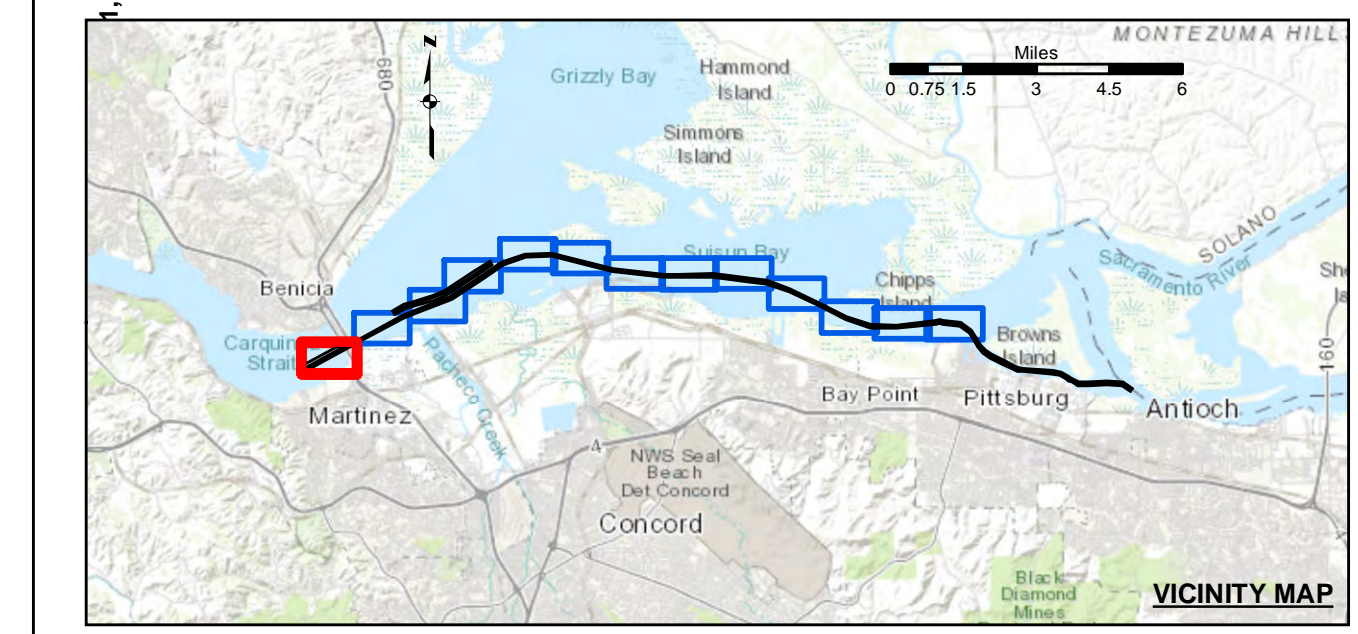 MONTEZUMA HILL
N
Miles
0 0.75 1.5 3 4.5 6
680
Grizzly Bay
Hammond
Island
Simmons
Island
Suisun Bay
SOLANO
Sacramento River
Benicia
Chipps
Island
Browns
Island
160
Strait
Pacheco Creek
Martinez
Bay Point
Pittsburg
Antioch
4
NWS Seal
Beach
Det Concord
Concord
Black
Diamond
Mines
VICINITY MAP